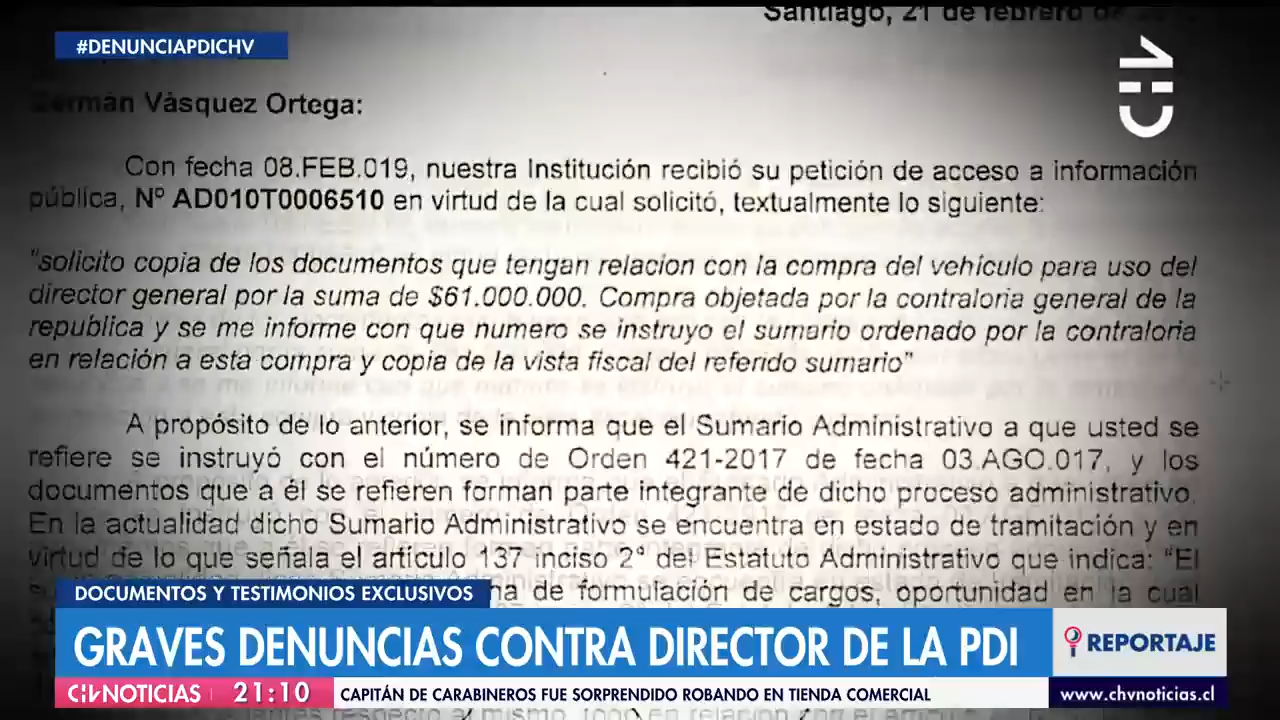 Santiago, 21 de febrero de
#DENUNCIAPDICHV
CHV
Germán Vásquez Ortega:
Con fecha 08.FEB.019, nuestra Institución recibió su petición de acceso a información
pública, Nº AD010T0006510 en virtud de la cual solicitó, textualmente lo siguiente:
"solicito copia de los documentos que tengan relacion con la compra del vehículo para uso del
director general por la suma de $61.000.000. Compra objetada por la contraloria general de la
republica y se me informe con que numero se instruyo el sumario ordenado por la contraloria
en relación a esta compra y copia de la vista fiscal del referido sumario"
A propósito de lo anterior, se informa que el Sumario Administrativo a que usted se
refiere se instruyó con el número de Orden 421-2017 de fecha 03.AGO.017, y los
documentos que a él se refieren forman parte integrante de dicho proceso administrativo.
En la actualidad dicho Sumario Administrativo se encuentra en estado de tramitación y en
virtud de lo que señala el artículo 137 inciso 2° del Estatuto Administrativo que indica: "El
de formulación de cargos, oportunidad en la cual
DOCUMENTOS Y TESTIMONIOS EXCLUSIVOS
GRAVES DENUNCIAS CONTRA DIRECTOR DE LA PDI
REPORTAJE
CHVNOTICIAS 21:10 CAPITÁN DE CARABINEROS FUE SORPRENDIDO ROBANDO EN TIENDA COMERCIAL www.chvnoticias.cl